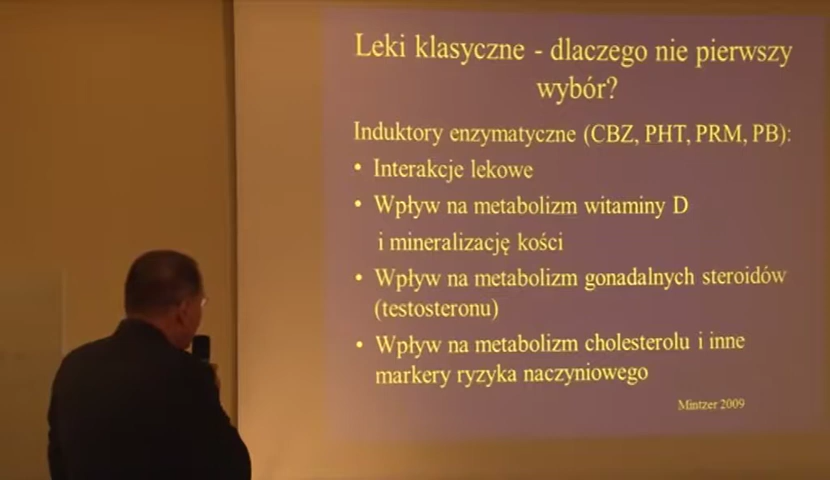 Leki klasyczne - dlaczego nie pierwszy
wybór?
Induktory enzymatyczne (CBZ, PHT, PRM, PB):
• Interakcje lekowe
• Wpływ na metabolizm witaminy D
i mineralizację kości
• Wpływ na metabolizm gonadalnych steroidów
(testosteronu)
• Wpływ na metabolizm cholesterolu i inne
markery ryzyka naczyniowego
Mintzer 2009